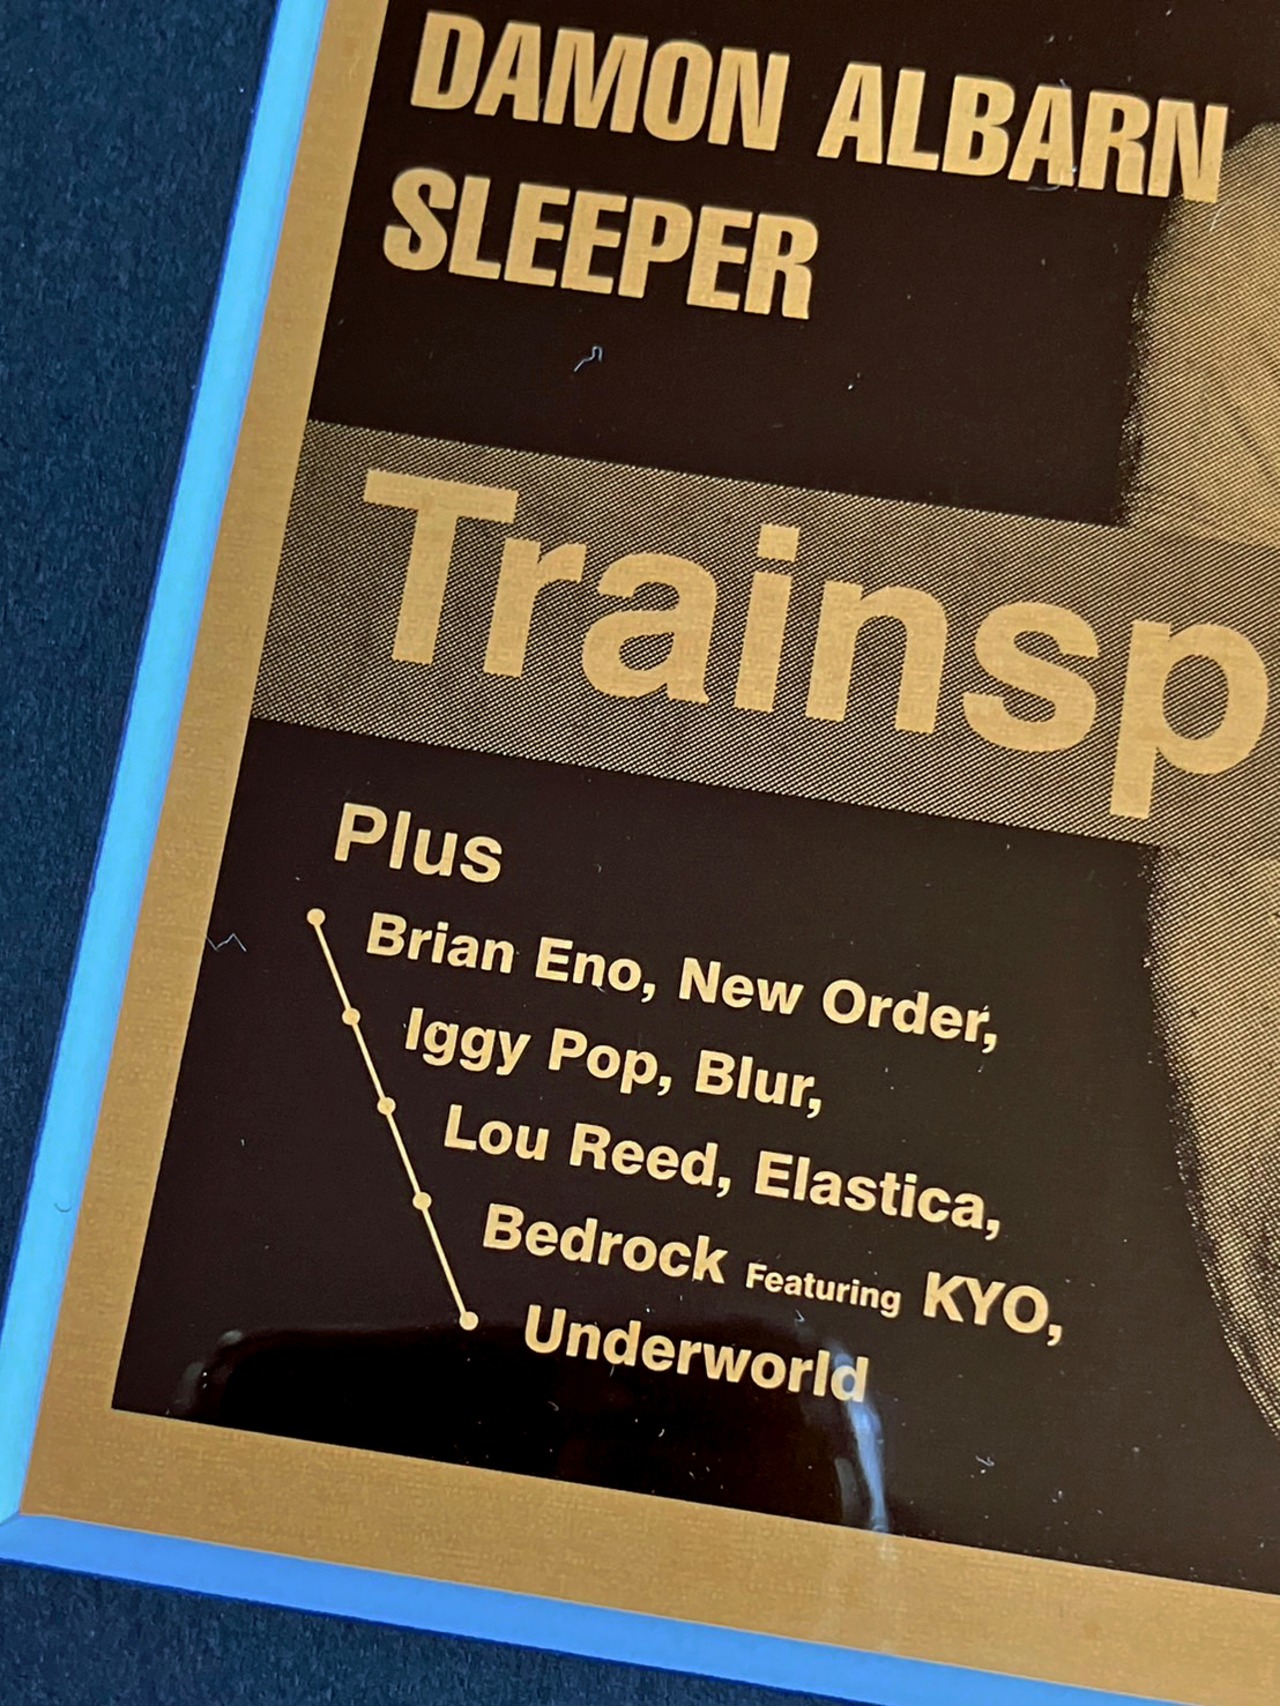 DAMON ALBARN
SLEEPER
Trainsp
Plus
Brian Eno, New Order,
Iggy Pop, Blur,
Lou Reed, Elastica,
Bedrock Featuring KYO,
Underworld